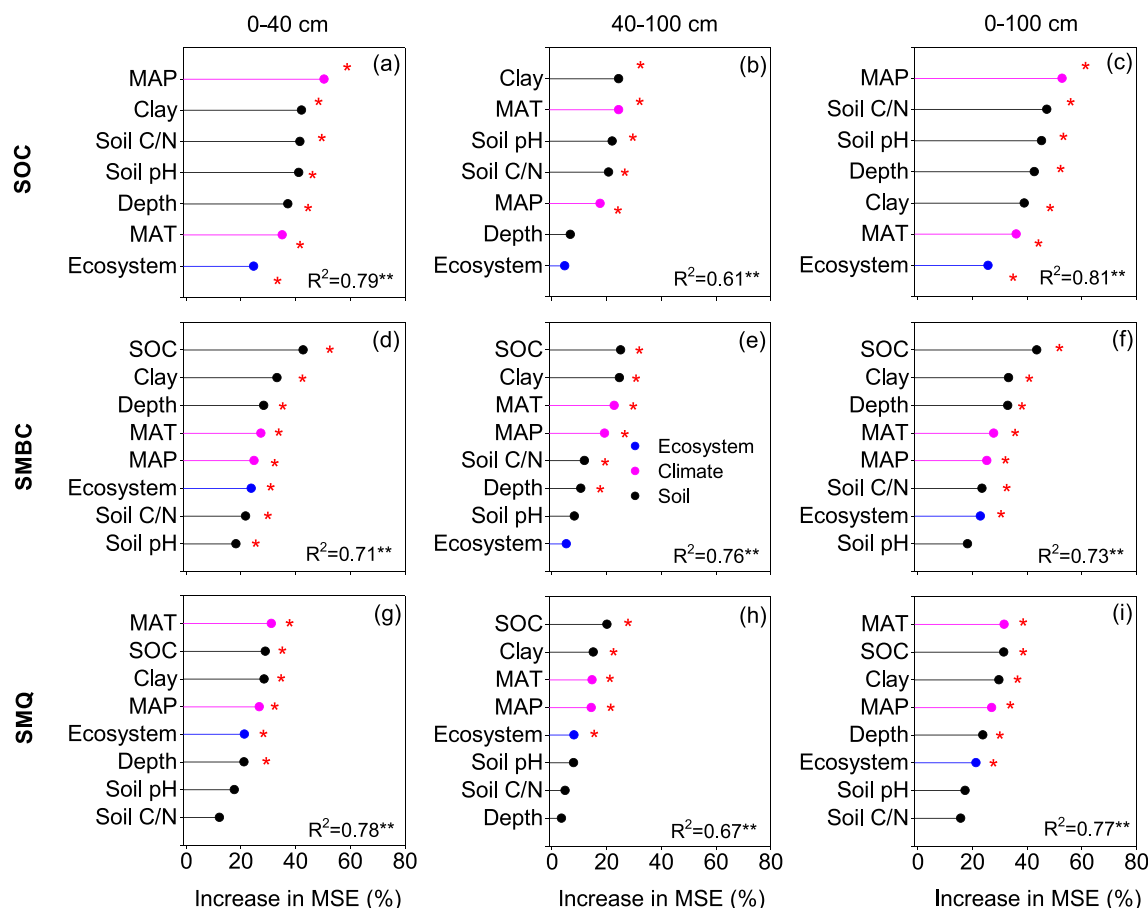 0-40 cm
40-100 cm
0-100 cm
SOC
(a)
MAP *
Clay *
Soil C/N *
Soil pH *
Depth *
MAT *
Ecosystem *
R²=0.79**
(b)
Clay *
MAT *
Soil pH *
Soil C/N *
MAP *
Depth
Ecosystem
R²=0.61**
(c)
MAP *
Soil C/N *
Soil pH *
Depth *
Clay *
MAT *
Ecosystem *
R²=0.81**
SMBC
(d)
SOC *
Clay *
Depth *
MAT *
MAP *
Ecosystem *
Soil C/N *
Soil pH *
R²=0.71**
(e)
SOC *
Clay *
MAT *
MAP *
Soil C/N *
Depth *
Soil pH
Ecosystem
Ecosystem
Climate
Soil
R²=0.76**
(f)
SOC *
Clay *
Depth *
MAT *
MAP *
Soil C/N *
Ecosystem *
Soil pH
R²=0.73**
SMQ
(g)
MAT *
SOC *
Clay *
MAP *
Ecosystem *
Depth *
Soil pH
Soil C/N
R²=0.78**
0 20 40 60 80
Increase in MSE (%)
(h)
SOC *
Clay *
MAT *
MAP *
Ecosystem *
Soil pH
Soil C/N
Depth
R²=0.67**
0 20 40 60 80
Increase in MSE (%)
(i)
MAT *
SOC *
Clay *
MAP *
Depth *
Ecosystem *
Soil pH
Soil C/N
R²=0.77**
0 20 40 60 80
Increase in MSE (%)